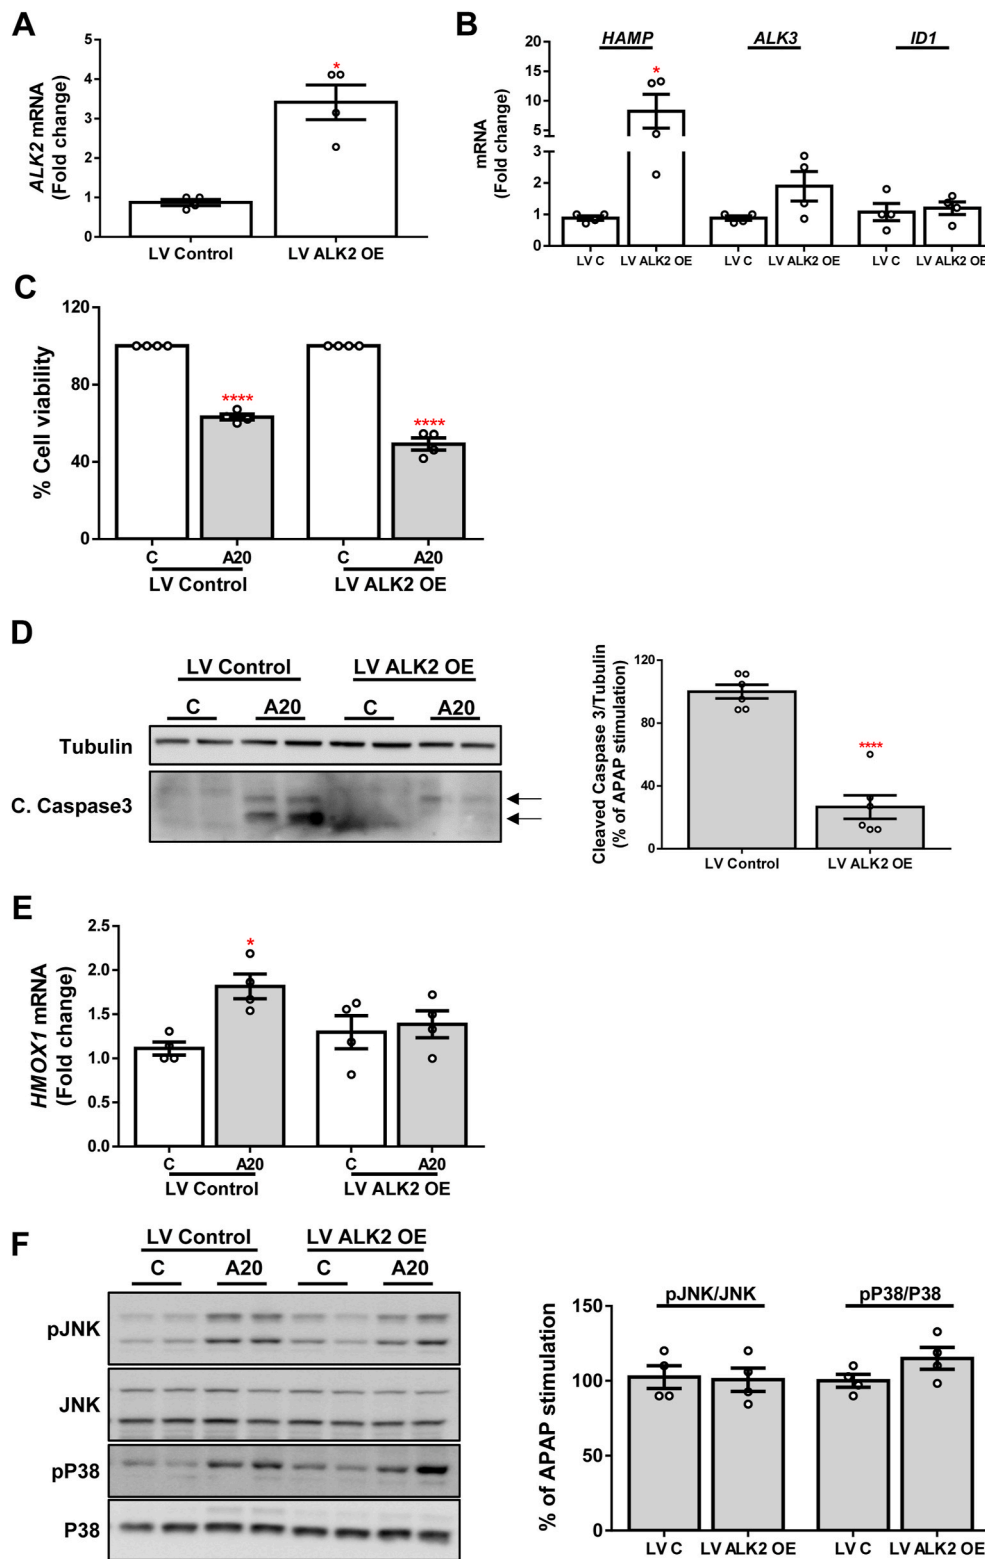 A
ALK2 mRNA
(Fold change)
5
4
3
2
1
0
*
LV Control
LV ALK2 OE
B
HAMP
ALK3
ID1
mRNA
(Fold change)
20
15
10
5
3
2
1
0
*
LV C
LV ALK2 OE
LV C
LV ALK2 OE
LV C
LV ALK2 OE
C
% Cell viability
120
80
40
0
****
****
C
A20
C
A20
LV Control
LV ALK2 OE
D
LV Control
LV ALK2 OE
C
A20
C
A20
Tubulin
C. Caspase3
Cleaved Caspase 3/Tubulin
(% of APAP stimulation)
120
80
40
0
****
LV Control
LV ALK2 OE
E
HMOX1 mRNA
(Fold change)
2.5
2.0
1.5
1.0
0.5
0.0
*
C
A20
C
A20
LV Control
LV ALK2 OE
F
LV Control
LV ALK2 OE
C
A20
C
A20
pJNK
JNK
pP38
P38
% of APAP stimulation
pJNK/JNK
pP38/P38
150
100
50
0
LV C
LV ALK2 OE
LV C
LV ALK2 OE